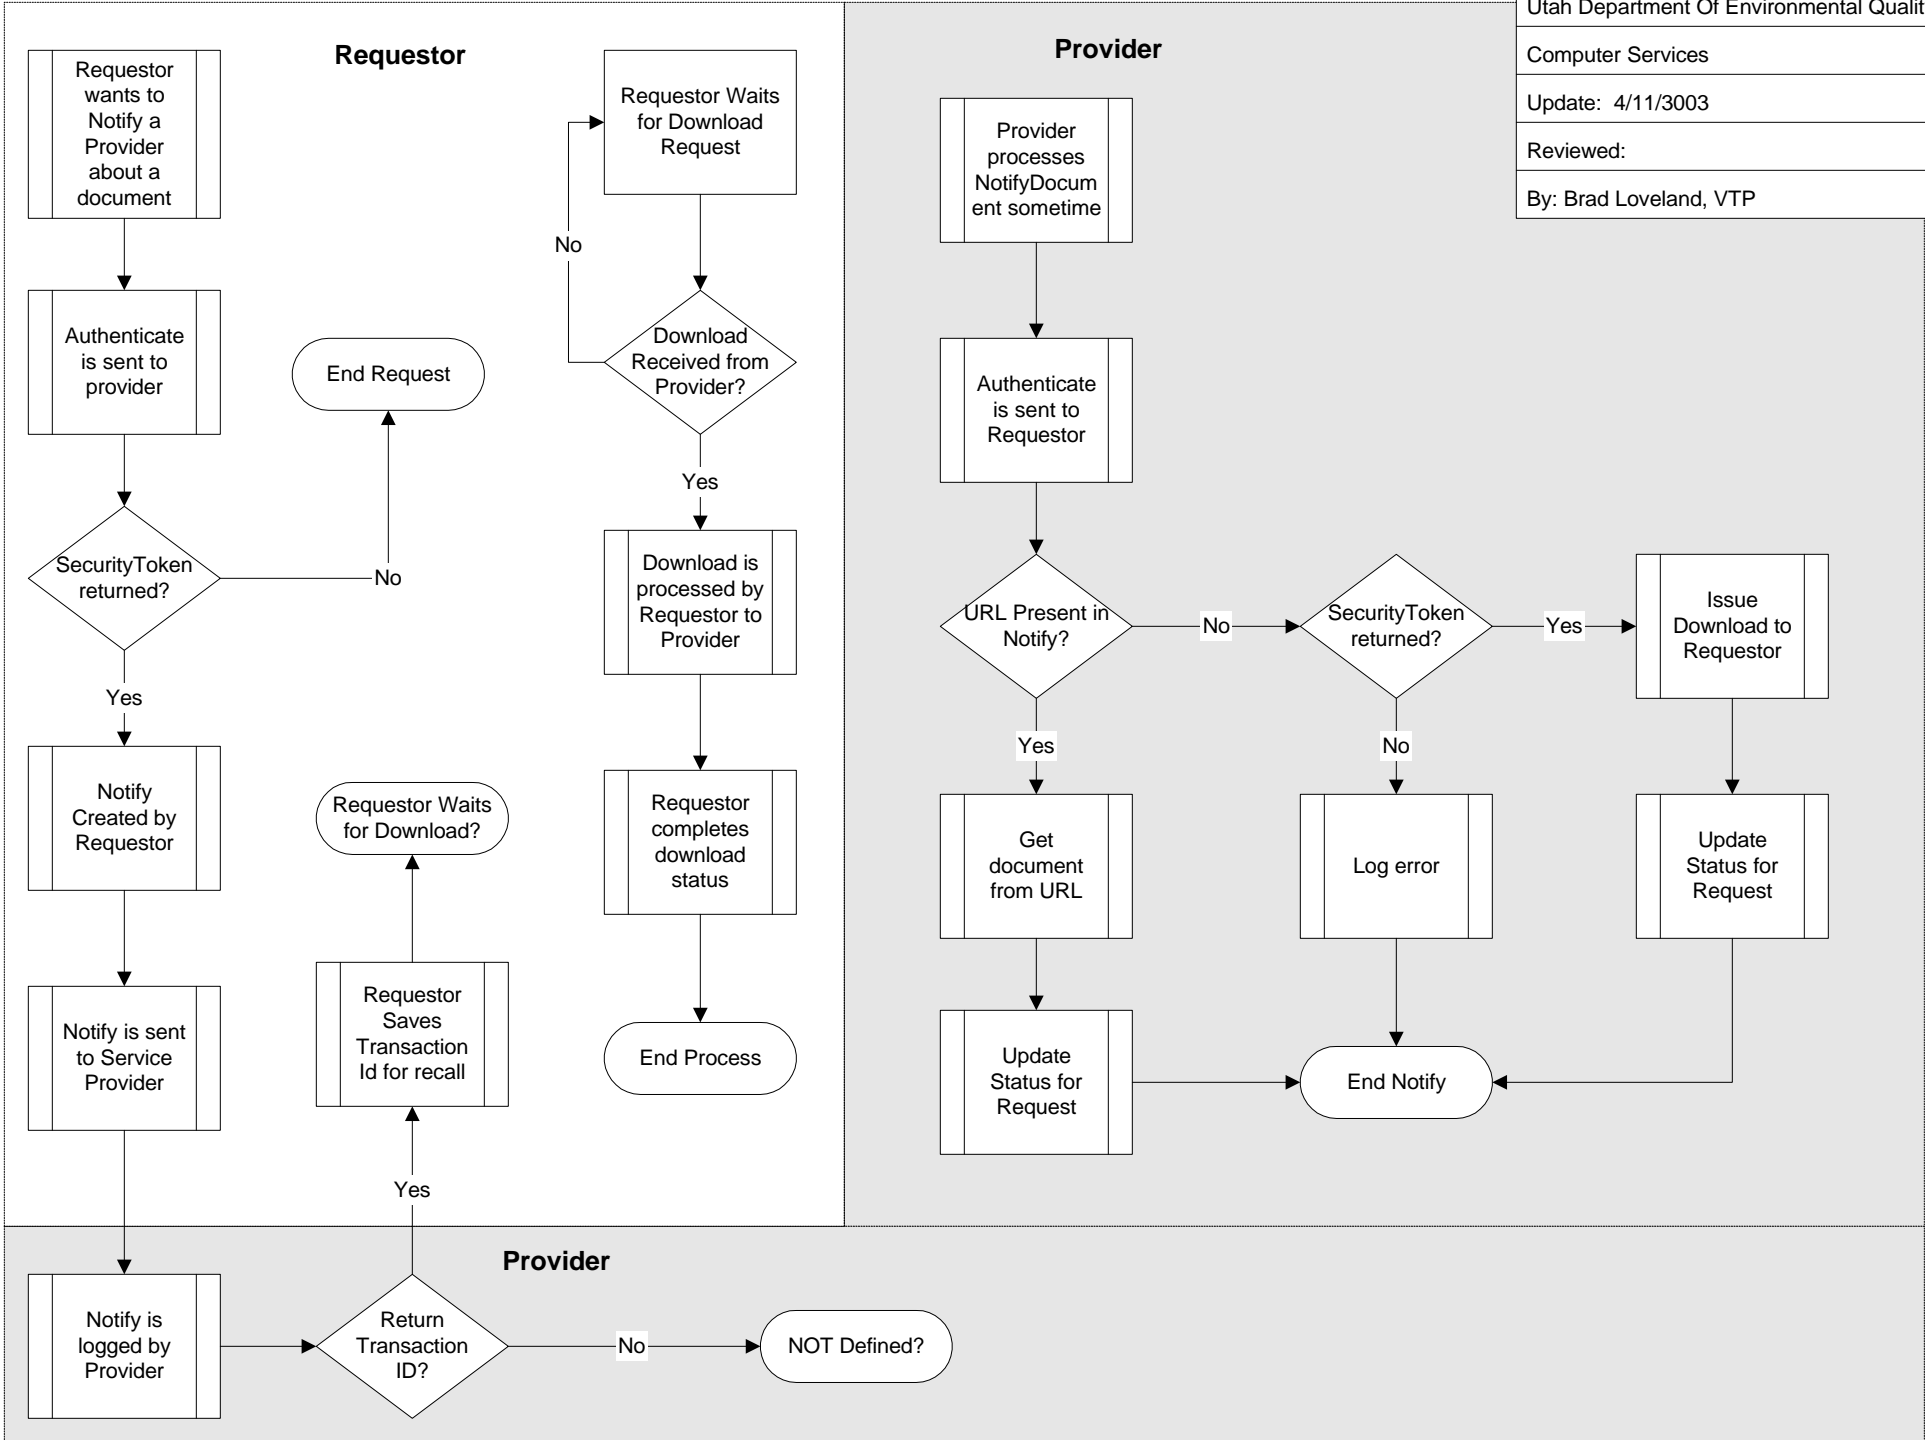 Requestor
Requestor
wants to
Notify a
Provider
about a
document
Authenticate
is sent to
provider
SecurityToken
returned?
No
End Request
Yes
Notify
Created by
Requestor
Notify is sent
to Service
Provider
Requestor Waits
for Download?
Requestor
Saves
Transaction
Id for recall
Yes
Requestor Waits
for Download
Request
No
Download
Received from
Provider?
Yes
Download is
processed by
Requestor to
Provider
Requestor
completes
download
status
End Process
Provider
Utah Department Of Environmental Qualit
Computer Services
Update: 4/11/3003
Reviewed:
By: Brad Loveland, VTP
Provider
processes
NotifyDocum
ent sometime
Authenticate
is sent to
Requestor
URL Present in
Notify?
No
SecurityToken
returned?
Yes
Issue
Download to
Requestor
Yes
No
Get
document
from URL
Log error
Update
Status for
Request
Update
Status for
Request
End Notify
Provider
Notify is
logged by
Provider
Return
Transaction
ID?
No
NOT Defined?